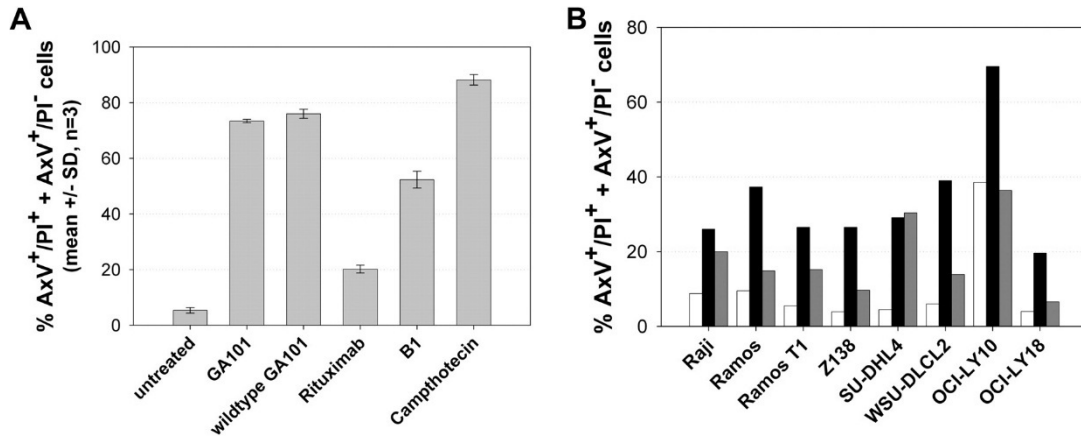 A
% AxV⁺/PI⁺ + AxV⁺/PI⁻ cells
(mean +/- SD, n=3)
100
80
60
40
20
0
untreated
GA101
wildtype GA101
Rituximab
B1
Campthotecin
B
% AxV⁺/PI⁺ + AxV⁺/PI⁻ cells
80
60
40
20
0
Raji
Ramos
Ramos T1
Z138
SU-DHL4
WSU-DLCL2
OCI-LY10
OCI-LY18